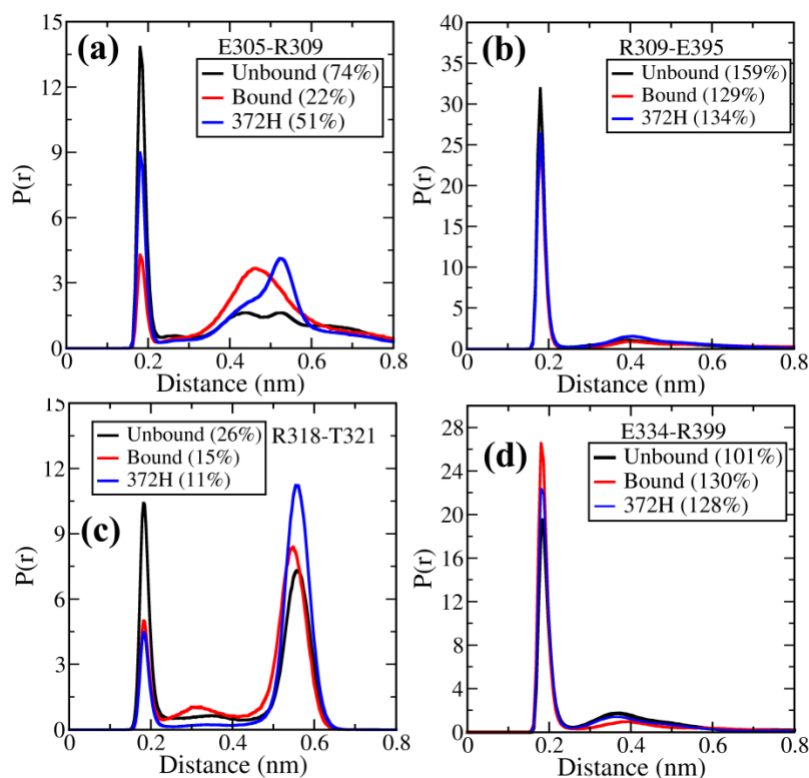 (a)
E305-R309
Unbound (74%)
Bound (22%)
372H (51%)
15
12
9
6
3
0
P(r)
0 0.2 0.4 0.6 0.8
Distance (nm)
(b)
R309-E395
Unbound (159%)
Bound (129%)
372H (134%)
40
35
30
25
20
15
10
5
0
P(r)
0 0.2 0.4 0.6 0.8
Distance (nm)
(c)
R318-T321
Unbound (26%)
Bound (15%)
372H (11%)
15
12
9
6
3
0
P(r)
0 0.2 0.4 0.6 0.8
Distance (nm)
(d)
E334-R399
Unbound (101%)
Bound (130%)
372H (128%)
28
24
20
16
12
8
4
0
P(r)
0 0.2 0.4 0.6 0.8
Distance (nm)